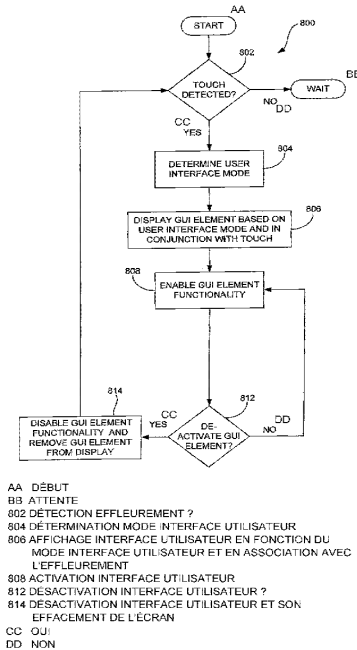 AA
START
800
802
TOUCH
DETECTED?
BB
WAIT
NO
DD
CC
YES
804
DETERMINE USER
INTERFACE MODE
806
DISPLAY GUI ELEMENT BASED ON
USER INTERFACE MODE AND IN
CONJUNCTION WITH TOUCH
808
ENABLE GUI ELEMENT
FUNCTIONALITY
814
812
DISABLE GUI ELEMENT
FUNCTIONALITY AND
REMOVE GUI ELEMENT
FROM DISPLAY
CC
YES
DE-
ACTIVATE GUI
ELEMENT?
DD
NO
AA DÉBUT
BB ATTENTE
802 DÉTECTION EFFLEUREMENT ?
804 DÉTERMINATION MODE INTERFACE UTILISATEUR
806 AFFICHAGE INTERFACE UTILISATEUR EN FONCTION DU
MODE INTERFACE UTILISATEUR ET EN ASSOCIATION AVEC
L'EFFLEUREMENT
808 ACTIVATION INTERFACE UTILISATEUR
812 DÉSACTIVATION INTERFACE UTILISATEUR ?
814 DÉSACTIVATION INTERFACE UTILISATEUR ET SON
EFFACEMENT DE L'ÉCRAN
CC OUI
DD NON